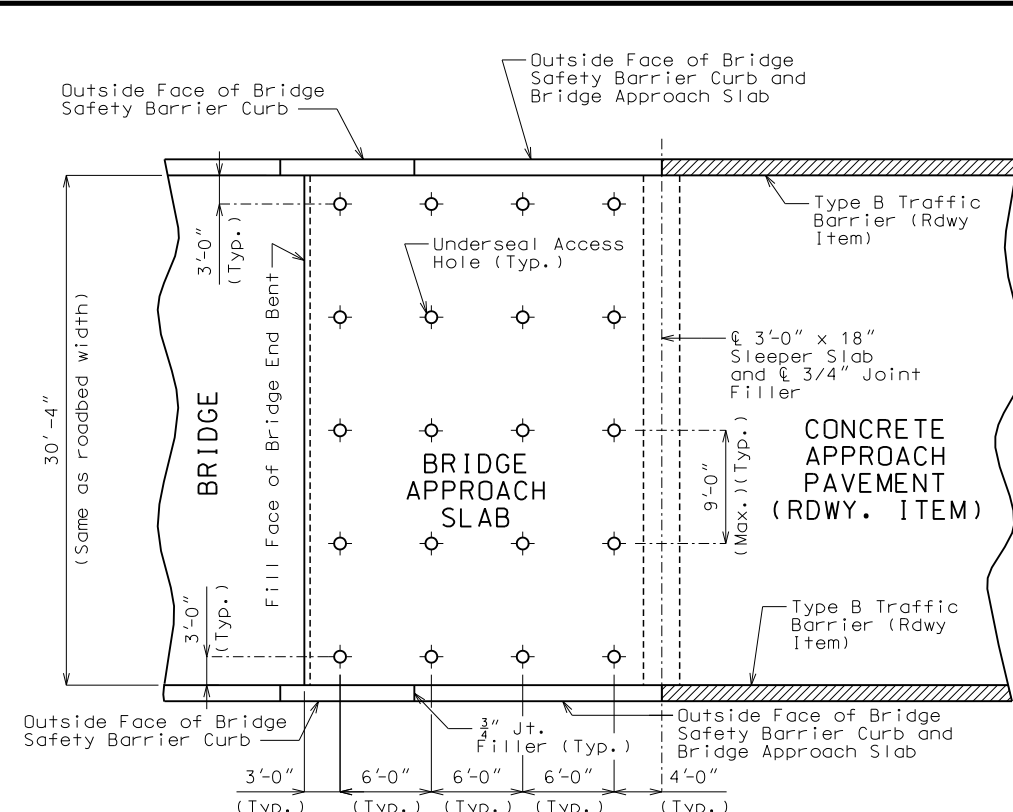 Outside Face of Bridge
Safety Barrier Curb and
Bridge Approach Slab
Outside Face of Bridge
Safety Barrier Curb
Type B Traffic
Barrier (Rdwy
Item)
3'-0"
(Typ.)
Underseal Access
Hole (Typ.)
30'-4"
(Same as roadbed width)
BRIDGE
Fill Face of Bridge End Bent
℄ 3'-0" x 18"
Sleeper Slab
and ℄ 3/4" Joint
Filler
BRIDGE
APPROACH
SLAB
9'-0"
(Max.)(Typ.)
CONCRETE
APPROACH
PAVEMENT
(RDWY. ITEM)
3'-0"
(Typ.)
Type B Traffic
Barrier (Rdwy
Item)
Outside Face of Bridge
Safety Barrier Curb
3/4" Jt.
Filler (Typ.)
Outside Face of Bridge
Safety Barrier Curb and
Bridge Approach Slab
3'-0" 6'-0" 6'-0" 6'-0" 4'-0"
(Typ.) (Typ.) (Typ.) (Typ.) (Typ.)